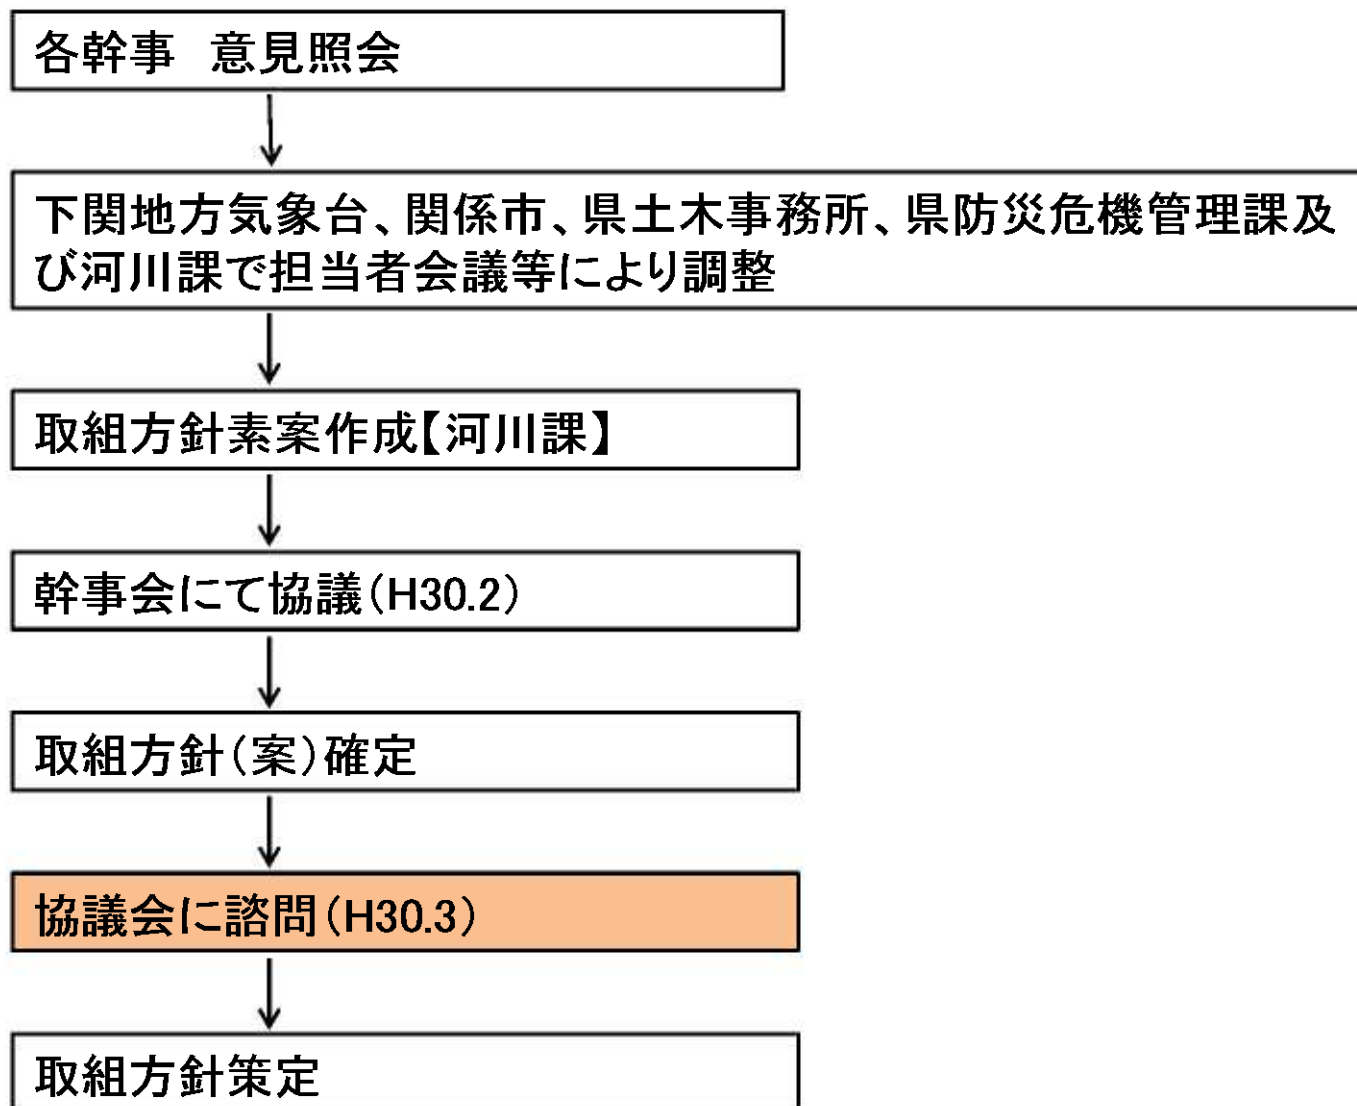 各幹事　意見照会
下関地方気象台、関係市、県土木事務所、県防災危機管理課及
び河川課で担当者会議等により調整
取組方針素案作成【河川課】
幹事会にて協議(H30.2)
取組方針(案)確定
協議会に諮問(H30.3)
取組方針策定